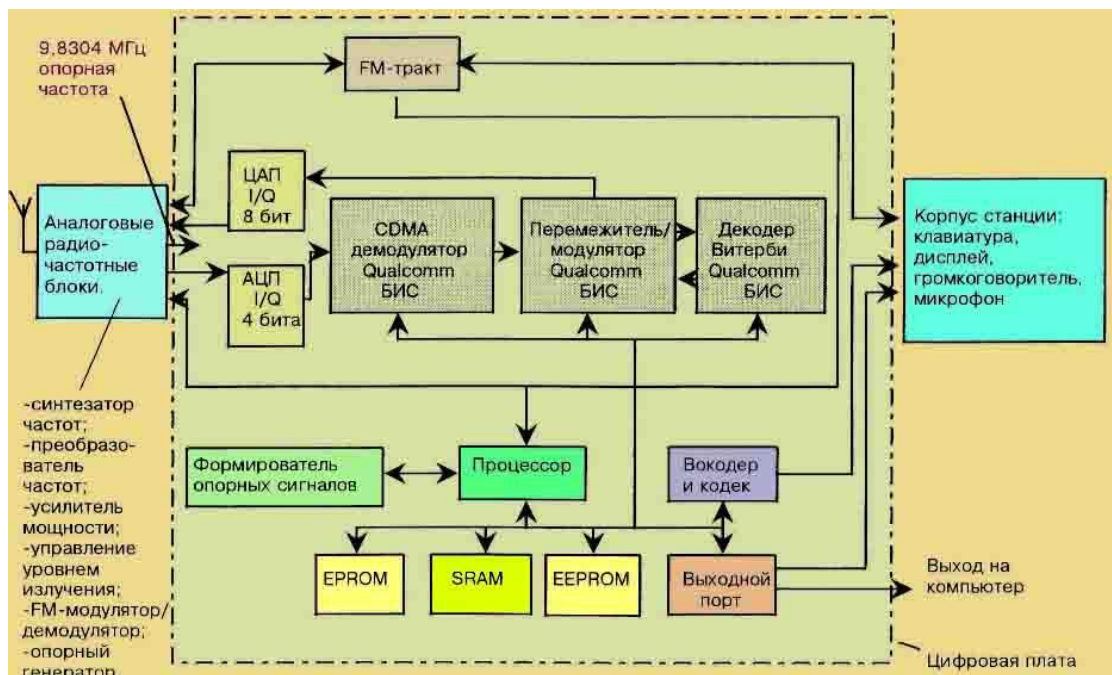 9,8304 МГц
опорная
частота
FM-тракт
ЦАП
I/Q
8 бит
Аналоговые
радио-
частотные
блоки.
АЦП
I/Q
4 бита
CDMA
демодулятор
Qualcomm
БИС
Перемежитель/
модулятор
Qualcomm
БИС
Декодер
Витерби
Qualcomm
БИС
Корпус станции:
клавиатура,
дисплей,
громкоговоритель,
микрофон
-синтезатор
частот;
-преобразо-
ватель
частот;
-усилитель
мощности;
-управление
уровнем
излучения;
-FM-модулятор/
демодулятор;
-опорный
генератор
Формирователь
опорных сигналов
Процессор
Вокодер
и кодек
EPROM
SRAM
EEPROM
Выходной
порт
Выход на
компьютер
Цифровая плата